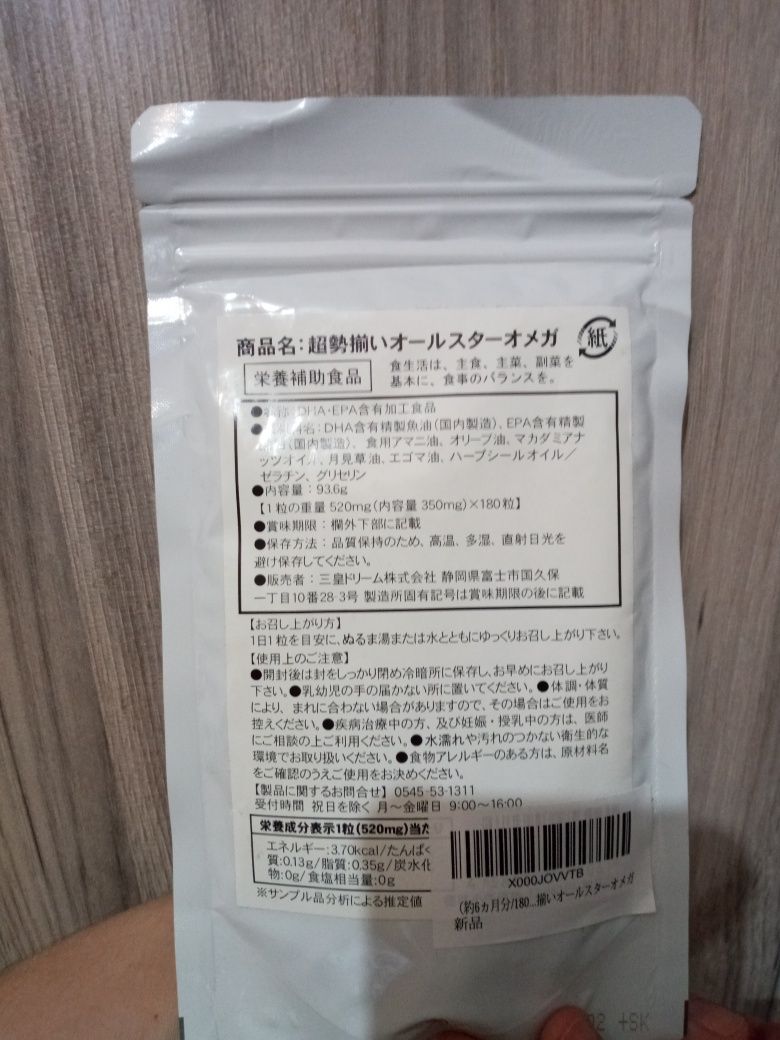 商品名:超勢揃いオールスターオメガ
紙
栄養補助食品
食生活は、主食、主菜、副菜を
基本に、食事のバランスを。
称:DHA・EPA含有加工食品
名:DHA含有精製魚油(国内製造)、EPA含有精製
(国内製造)、食用アマニ油、オリーブ油、マカダミアナ
ッツオイル、月見草油、エゴマ油、ハーブシールオイル/
ゼラチン、グリセリン
●内容量:93.6g
【1粒の重量 520mg(内容量 350mg)×180粒】
●賞味期限:欄外下部に記載
●保存方法:品質保持のため、高温、多湿、直射日光を
避け保存してください。
●販売者:三皇ドリーム株式会社 静岡県富士市国久保
一丁目10番28-3号 製造所固有記号は賞味期限の後に記載
【お召し上がり方】
1日1粒を目安に、ぬるま湯または水とともにゆっくりお召し上がり下さい。
【使用上のご注意】
●開封後は封をしっかり閉め冷暗所に保存し、お早めにお召し上がり
下さい。●乳幼児の手の届かない所に置いてください。●体調・体質
により、まれに合わない場合がありますので、その場合はご使用をお
控えください。●疾病治療中の方、及び妊娠・授乳中の方は、医師
にご相談の上ご利用ください。●水濡れや汚れのつかない衛生的な
環境でお取り扱いください。●食物アレルギーのある方は、原材料名
をご確認のうえご使用をお決めください。
【製品に関するお問合せ】0545-53-1311
受付時間 祝日を除く 月~金曜日 9:00~16:00
栄養成分表示1粒(520mg)当た
エネルギー:3.70kcal/たんぱく
質:0.13g/脂質:0.35g/炭水化
物:0g/食塩相当量:0g
※サンプル品分析による推定値
X000JOVVTB
(約6ヵ月分/180...揃いオールスターオメガ
新品
+SK